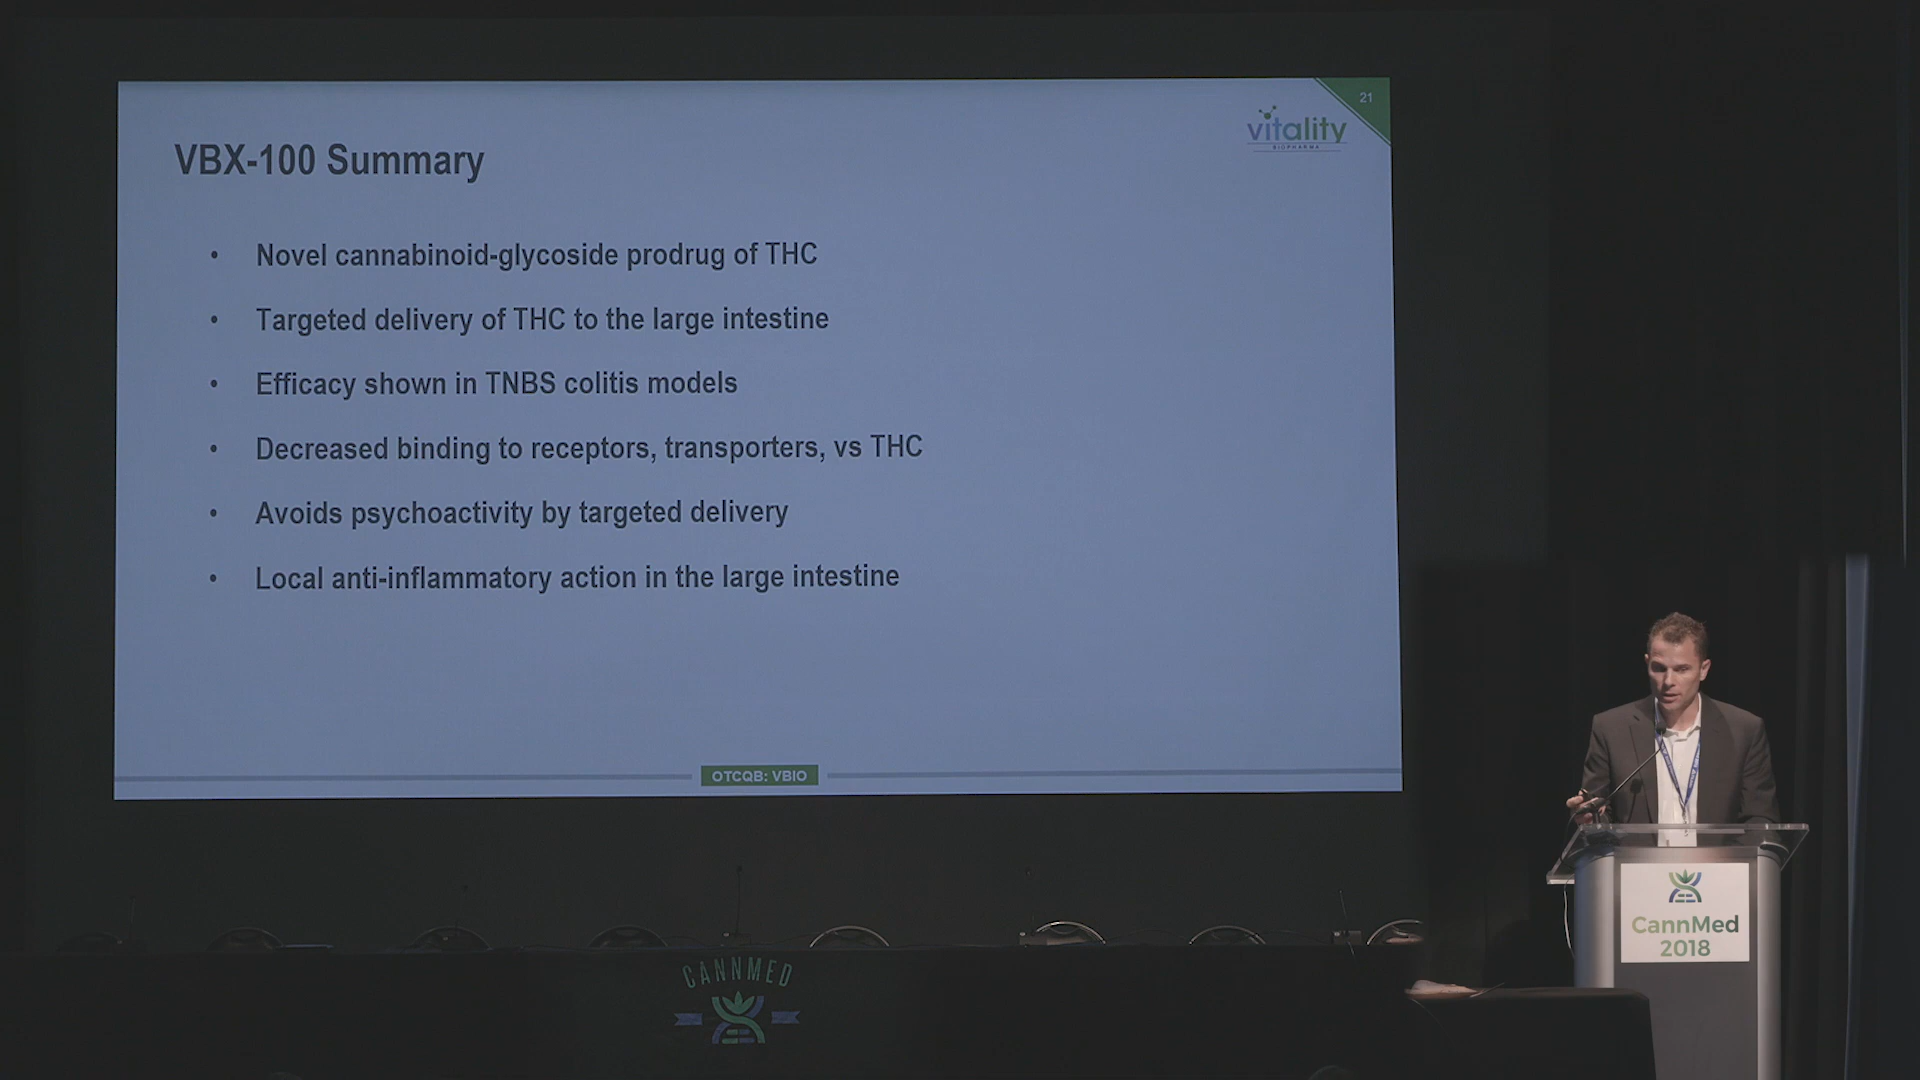 21
vitality
BIOPHARMA
VBX-100 Summary
• Novel cannabinoid-glycoside prodrug of THC
• Targeted delivery of THC to the large intestine
• Efficacy shown in TNBS colitis models
• Decreased binding to receptors, transporters, vs THC
• Avoids psychoactivity by targeted delivery
• Local anti-inflammatory action in the large intestine
OTCQB: VBIO
CannMed
2018
CANNMED